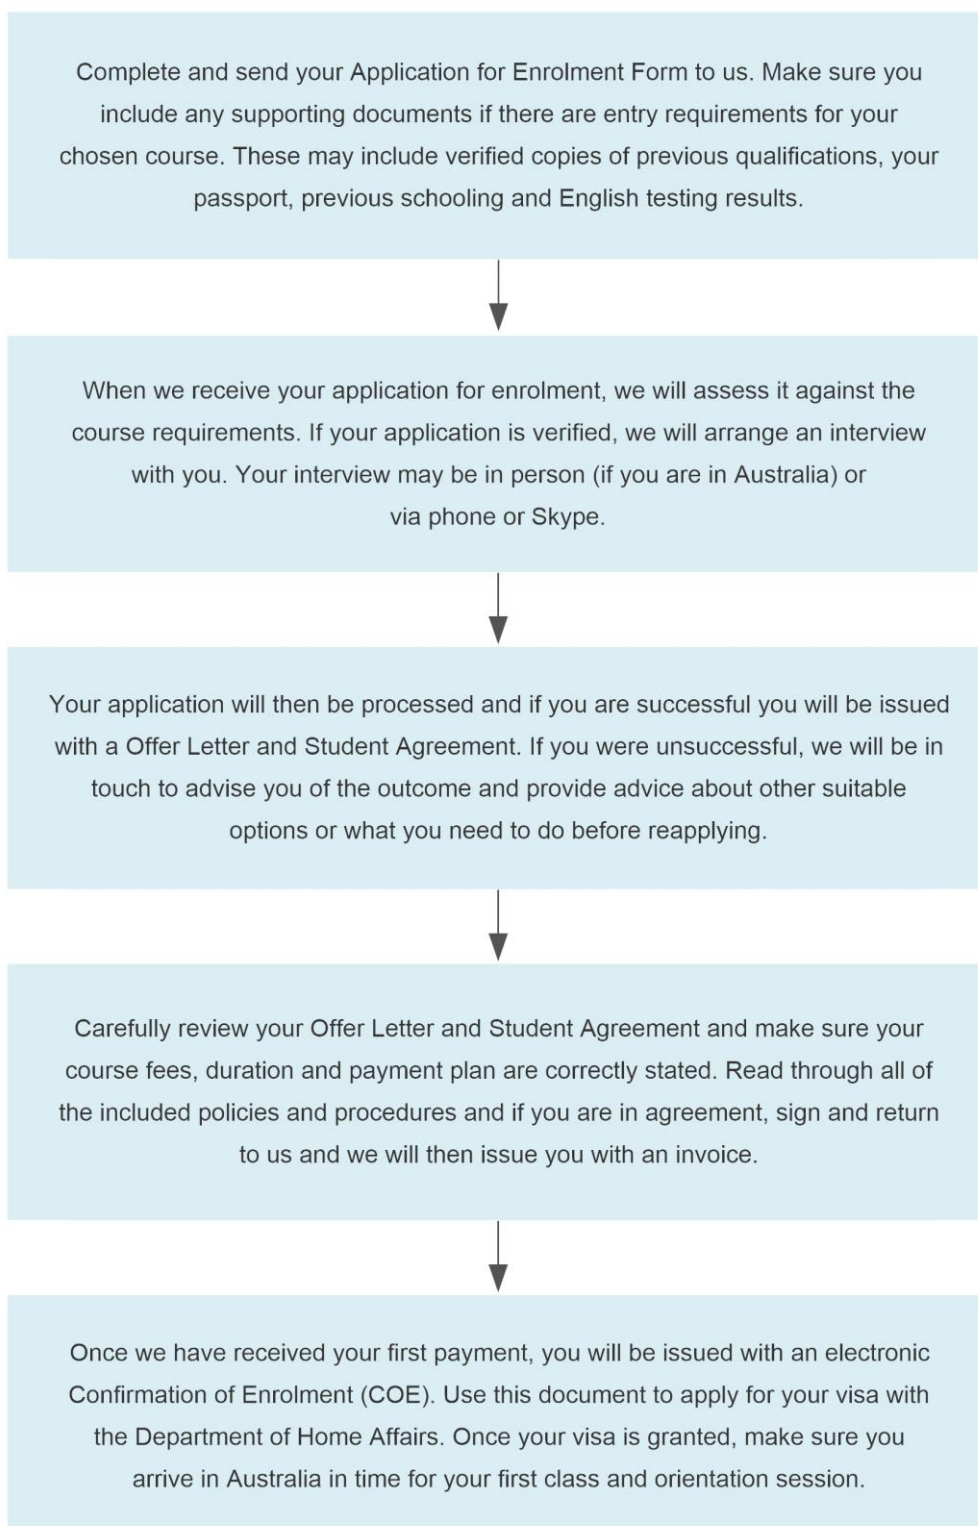 Complete and send your Application for Enrolment Form to us. Make sure you
include any supporting documents if there are entry requirements for your
chosen course. These may include verified copies of previous qualifications, your
passport, previous schooling and English testing results.
When we receive your application for enrolment, we will assess it against the
course requirements. If your application is verified, we will arrange an interview
with you. Your interview may be in person (if you are in Australia) or
via phone or Skype.
Your application will then be processed and if you are successful you will be issued
with a Offer Letter and Student Agreement. If you were unsuccessful, we will be in
touch to advise you of the outcome and provide advice about other suitable
options or what you need to do before reapplying.
Carefully review your Offer Letter and Student Agreement and make sure your
course fees, duration and payment plan are correctly stated. Read through all of
the included policies and procedures and if you are in agreement, sign and return
to us and we will then issue you with an invoice.
Once we have received your first payment, you will be issued with an electronic
Confirmation of Enrolment (COE). Use this document to apply for your visa with
the Department of Home Affairs. Once your visa is granted, make sure you
arrive in Australia in time for your first class and orientation session.